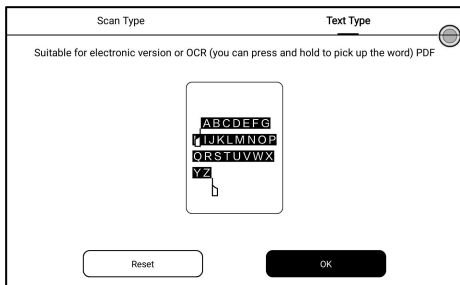 Scan Type
Text Type
Suitable for electronic version or OCR (you can press and hold to pick up the word) PDF
ABCDEFG
IJKLMNOP
QRSTUVWX
YZ
Reset
OK